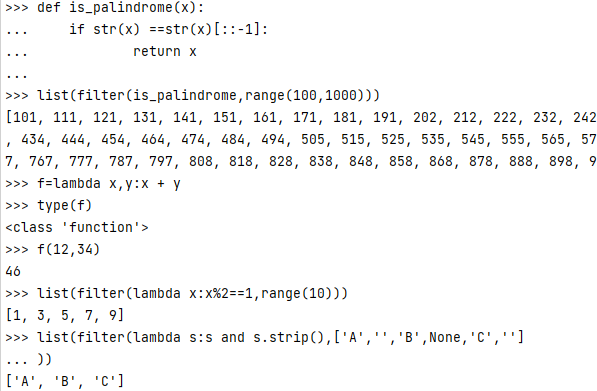 >>> def is_palindrome(x):
...     if str(x) ==str(x)[::-1]:
...             return x
...
>>> list(filter(is_palindrome,range(100,1000)))
[101, 111, 121, 131, 141, 151, 161, 171, 181, 191, 202, 212, 222, 232, 242
, 434, 444, 454, 464, 474, 484, 494, 505, 515, 525, 535, 545, 555, 565, 57
7, 767, 777, 787, 797, 808, 818, 828, 838, 848, 858, 868, 878, 888, 898, 9
>>> f=lambda x,y:x + y
>>> type(f)
<class 'function'>
>>> f(12,34)
46
>>> list(filter(lambda x:x%2==1,range(10)))
[1, 3, 5, 7, 9]
>>> list(filter(lambda s:s and s.strip(),['A','','B',None,'C','']
... ))
['A', 'B', 'C']